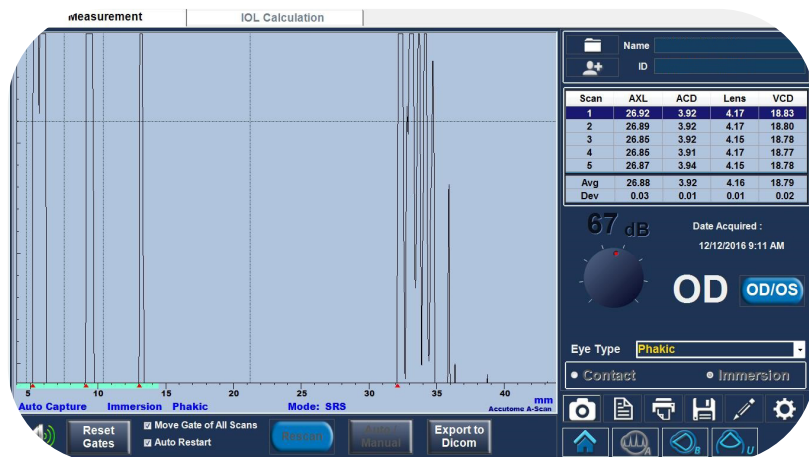 Measurement
IOL Calculation
Name
ID
Scan AXL ACD Lens VCD
1 26.92 3.92 4.17 18.83
2 26.89 3.92 4.17 18.80
3 26.85 3.92 4.15 18.78
4 26.85 3.91 4.17 18.77
5 26.87 3.94 4.15 18.78
Avg 26.88 3.92 4.16 18.79
Dev 0.03 0.01 0.01 0.02
67 dB
Date Acquired :
12/12/2016 9:11 AM
OD
OD/OS
Eye Type Phakic
Contact Immersion
5 10 15 20 25 30 35 40 mm
Auto Capture Immersion Phakic Mode: SRS Accutome A-Scan
Reset Gates
Move Gate of All Scans
Auto Restart
Rescan
Manual
Export to Dicom
A
B
U